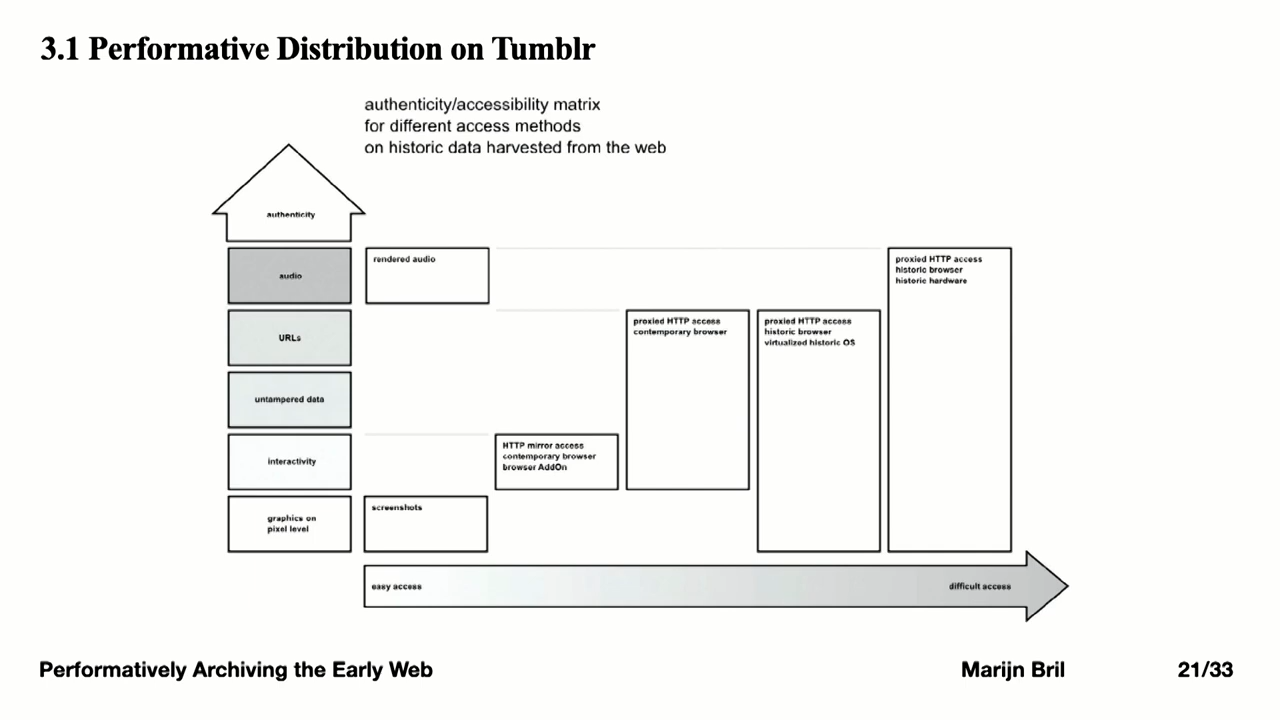 3.1 Performative Distribution on Tumblr
authenticity/accessibility matrix
for different access methods
on historic data harvested from the web
authenticity
audio
URLs
untampered data
interactivity
graphics on
pixel level
rendered audio
screenshots
HTTP mirror access
contemporary browser
browser AddOn
proxied HTTP access
contemporary browser
proxied HTTP access
historic browser
virtualized historic OS
proxied HTTP access
historic browser
historic hardware
easy access
difficult access
Performatively Archiving the Early Web
Marijn Bril
21/33